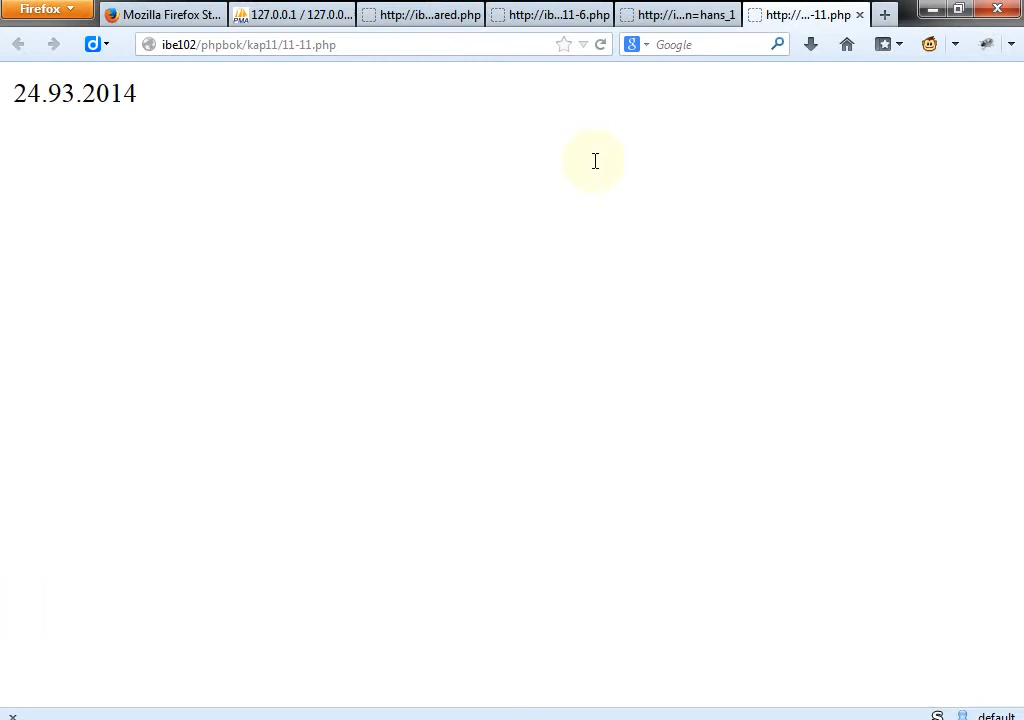 Firefox
Mozilla Firefox St...
127.0.0.1 / 127.0.0...
http://ib...ared.php
http://ib...11-6.php
http://i...n=hans_1
http://...-11.php
ibe102/phpbok/kap11/11-11.php
Google
24.93.2014
default